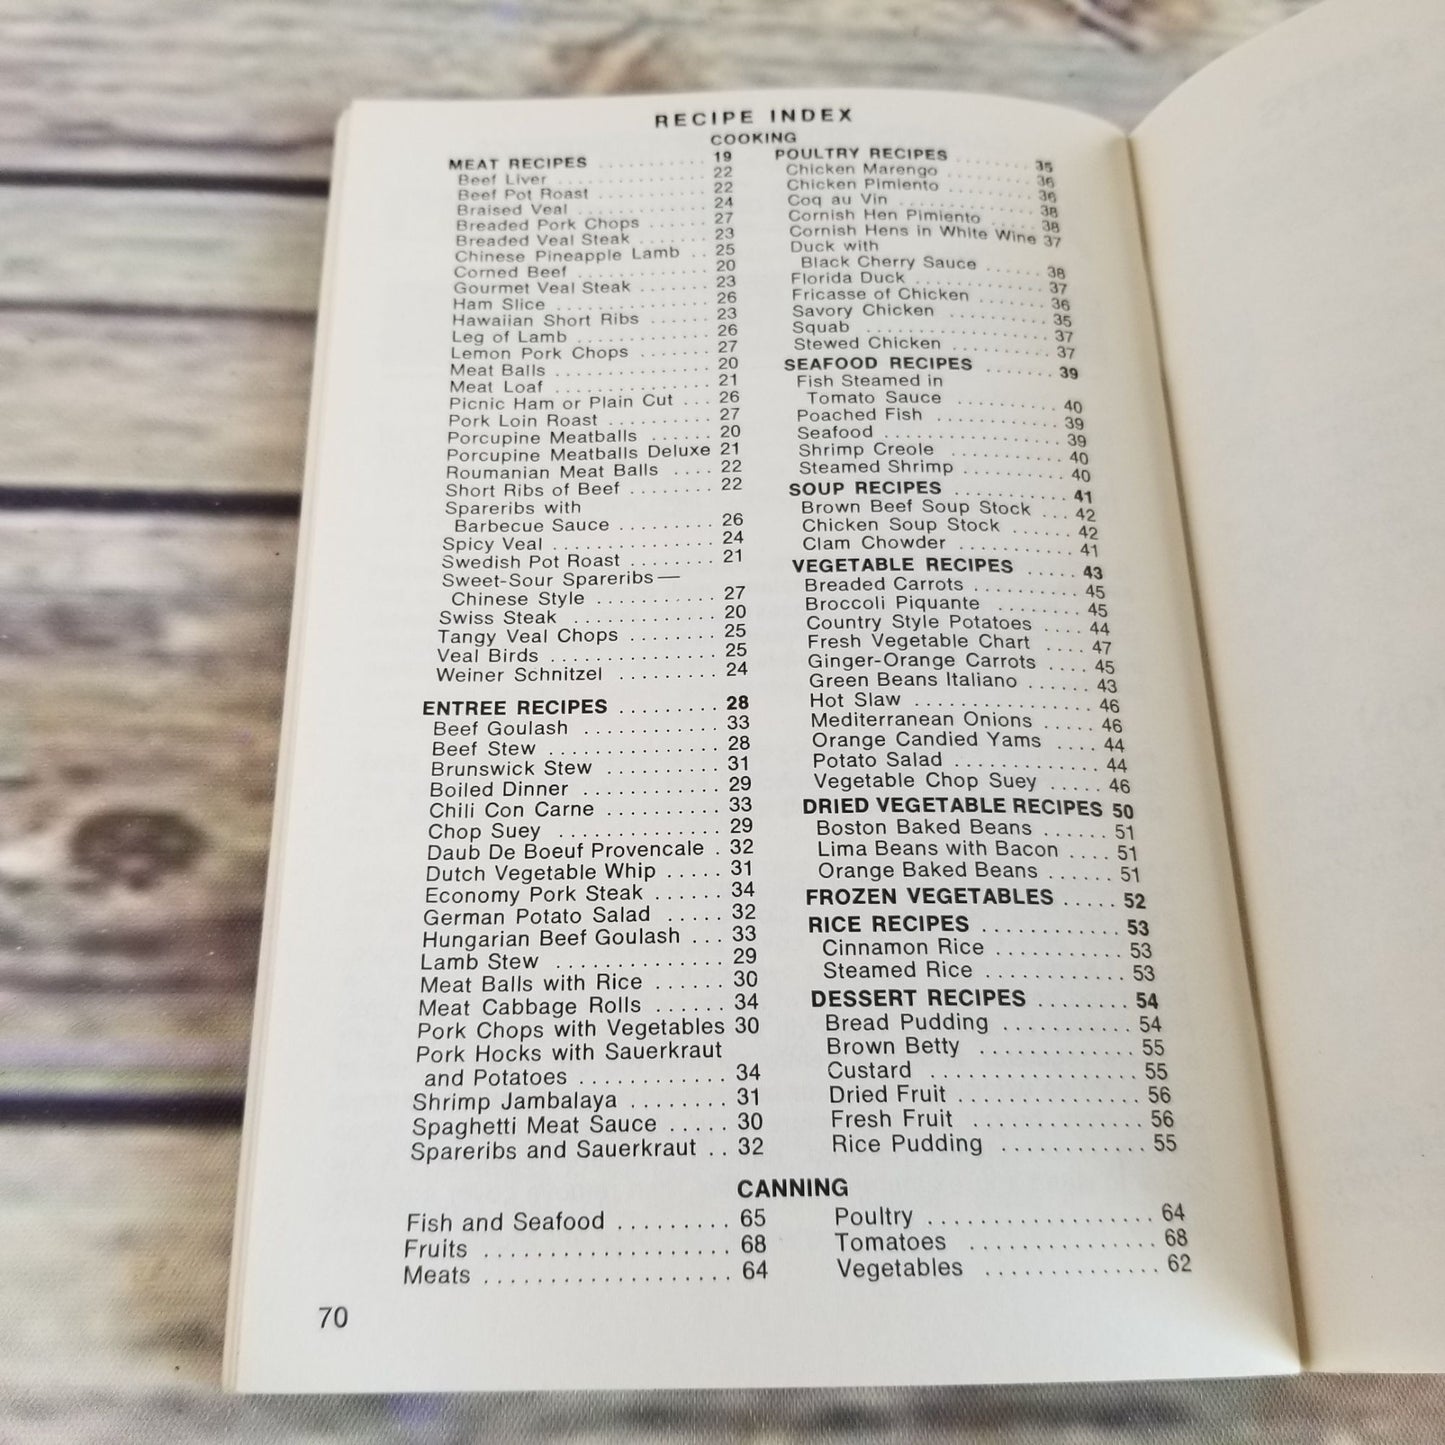 RECIPE INDEX
COOKING
MEAT RECIPES . . . . . . . . . . . 19
Beef Liver . . . . . . . . . . . . . . 22
Beef Pot Roast . . . . . . . . . . 22
Braised Veal . . . . . . . . . . . . 24
Breaded Pork Chops . . . . . . 27
Breaded Veal Steak . . . . . . . 23
Chinese Pineapple Lamb . . 25
Corned Beef . . . . . . . . . . . . 20
Gourmet Veal Steak . . . . . . . 23
Ham Slice . . . . . . . . . . . . . . 26
Hawaiian Short Ribs . . . . . . 23
Leg of Lamb . . . . . . . . . . . . 26
Lemon Pork Chops . . . . . . . 27
Meat Balls . . . . . . . . . . . . . 20
Meat Loaf . . . . . . . . . . . . . 21
Picnic Ham or Plain Cut . . . 26
Pork Loin Roast . . . . . . . . . 27
Porcupine Meatballs . . . . . . 20
Porcupine Meatballs Deluxe 21
Roumanian Meat Balls . . . . 22
Short Ribs of Beef . . . . . . . . 22
Spareribs with
Barbecue Sauce . . . . . . . . . 26
Spicy Veal . . . . . . . . . . . . . 24
Swedish Pot Roast . . . . . . . . 21
Sweet-Sour Spareribs —
Chinese Style . . . . . . . . . . . 27
Swiss Steak . . . . . . . . . . . . 20
Tangy Veal Chops . . . . . . . . 25
Veal Birds . . . . . . . . . . . . . 25
Weiner Schnitzel . . . . . . . . . 24
ENTREE RECIPES . . . . . . . . . 28
Beef Goulash . . . . . . . . . . . 33
Beef Stew . . . . . . . . . . . . . . 28
Brunswick Stew . . . . . . . . . . 31
Boiled Dinner . . . . . . . . . . . 29
Chili Con Carne . . . . . . . . . . 33
Chop Suey . . . . . . . . . . . . . 29
Daub De Boeuf Provencale . 32
Dutch Vegetable Whip . . . . . 31
Economy Pork Steak . . . . . . 34
German Potato Salad . . . . . 32
Hungarian Beef Goulash . . . 33
Lamb Stew . . . . . . . . . . . . . 29
Meat Balls with Rice . . . . . . 30
Meat Cabbage Rolls . . . . . . 34
Pork Chops with Vegetables 30
Pork Hocks with Sauerkraut
and Potatoes . . . . . . . . . . . . 34
Shrimp Jambalaya . . . . . . . . 31
Spaghetti Meat Sauce . . . . . 30
Spareribs and Sauerkraut . . 32
POULTRY RECIPES . . . . . . . . 35
Chicken Marengo . . . . . . . . . 36
Chicken Pimiento . . . . . . . . . 36
Coq au Vin . . . . . . . . . . . . . 38
Cornish Hen Pimiento . . . . . 38
Cornish Hens in White Wine 37
Duck with
Black Cherry Sauce . . . . . . 38
Florida Duck . . . . . . . . . . . . 37
Fricasse of Chicken . . . . . . . 36
Savory Chicken . . . . . . . . . . 35
Squab . . . . . . . . . . . . . . . . . 37
Stewed Chicken . . . . . . . . . . 37
SEAFOOD RECIPES . . . . . . . 39
Fish Steamed in
Tomato Sauce . . . . . . . . . . 40
Poached Fish . . . . . . . . . . . . 39
Seafood . . . . . . . . . . . . . . . . 39
Shrimp Creole . . . . . . . . . . . 40
Steamed Shrimp . . . . . . . . . . 40
SOUP RECIPES . . . . . . . . . . . 41
Brown Beef Soup Stock . . . 42
Chicken Soup Stock . . . . . . 42
Clam Chowder . . . . . . . . . . . 41
VEGETABLE RECIPES . . . . . 43
Breaded Carrots . . . . . . . . . . 45
Broccoli Piquante . . . . . . . . 45
Country Style Potatoes . . . . 44
Fresh Vegetable Chart . . . . 47
Ginger-Orange Carrots . . . . 45
Green Beans Italiano . . . . . . 43
Hot Slaw . . . . . . . . . . . . . . . 46
Mediterranean Onions . . . . . 46
Orange Candied Yams . . . . 44
Potato Salad . . . . . . . . . . . . 44
Vegetable Chop Suey . . . . . 46
DRIED VEGETABLE RECIPES 50
Boston Baked Beans . . . . . . 51
Lima Beans with Bacon . . . . 51
Orange Baked Beans . . . . . . 51
FROZEN VEGETABLES . . . . . 52
RICE RECIPES . . . . . . . . . . . . 53
Cinnamon Rice . . . . . . . . . . . 53
Steamed Rice . . . . . . . . . . . . 53
DESSERT RECIPES . . . . . . . . 54
Bread Pudding . . . . . . . . . . . 54
Brown Betty . . . . . . . . . . . . . 55
Custard . . . . . . . . . . . . . . . . . 55
Dried Fruit . . . . . . . . . . . . . . . 56
Fresh Fruit . . . . . . . . . . . . . . 56
Rice Pudding . . . . . . . . . . . . 55
CANNING
Fish and Seafood . . . . . . . . . 65
Fruits . . . . . . . . . . . . . . . . . . . 68
Meats . . . . . . . . . . . . . . . . . . . 64
Poultry . . . . . . . . . . . . . . . . . . 64
Tomatoes . . . . . . . . . . . . . . . 68
Vegetables . . . . . . . . . . . . . . 62
70